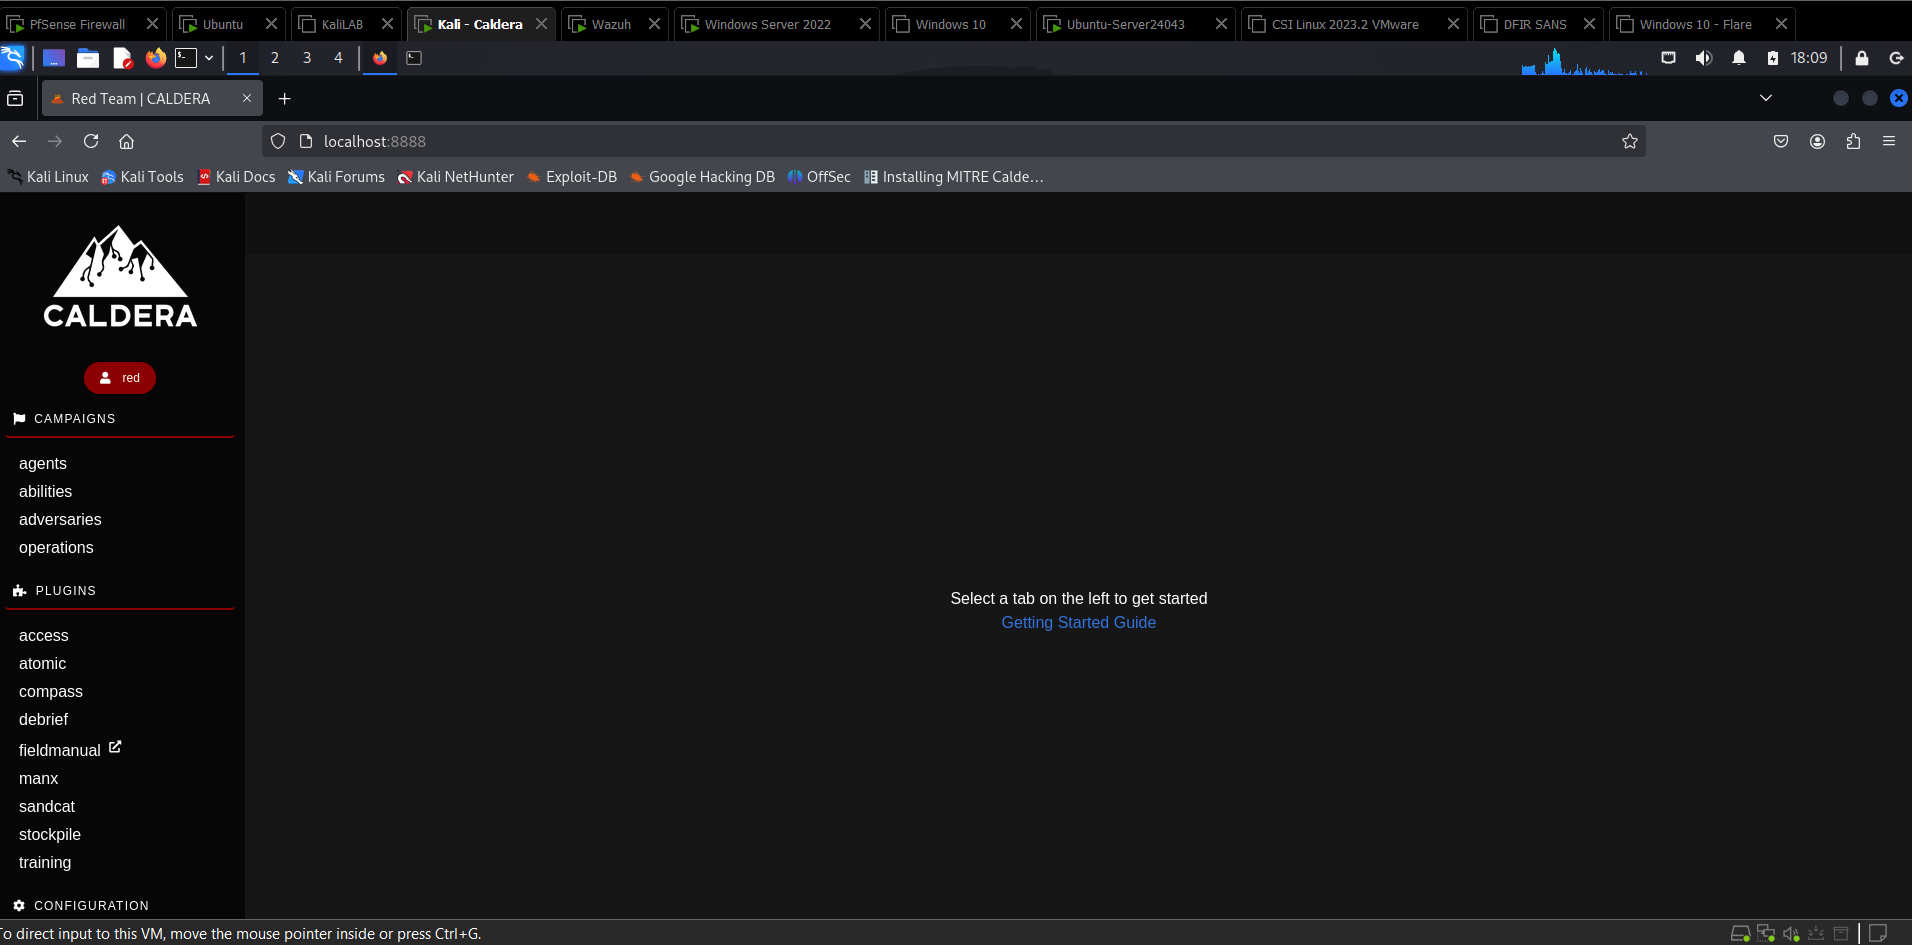 PfSense Firewall
Ubuntu
KaliLAB
Kali - Caldera
Wazuh
Windows Server 2022
Windows 10
Ubuntu-Server24043
CSI Linux 2023.2 VMware
DFIR SANS
Windows 10 - Flare
1 2 3 4
18:09
Red Team | CALDERA
localhost:8888
Kali Linux
Kali Tools
Kali Docs
Kali Forums
Kali NetHunter
Exploit-DB
Google Hacking DB
OffSec
Installing MITRE Calde...
CALDERA
red
CAMPAIGNS
agents
abilities
adversaries
operations
PLUGINS
access
atomic
compass
debrief
fieldmanual
manx
sandcat
stockpile
training
CONFIGURATION
Select a tab on the left to get started
Getting Started Guide
To direct input to this VM, move the mouse pointer inside or press Ctrl+G.